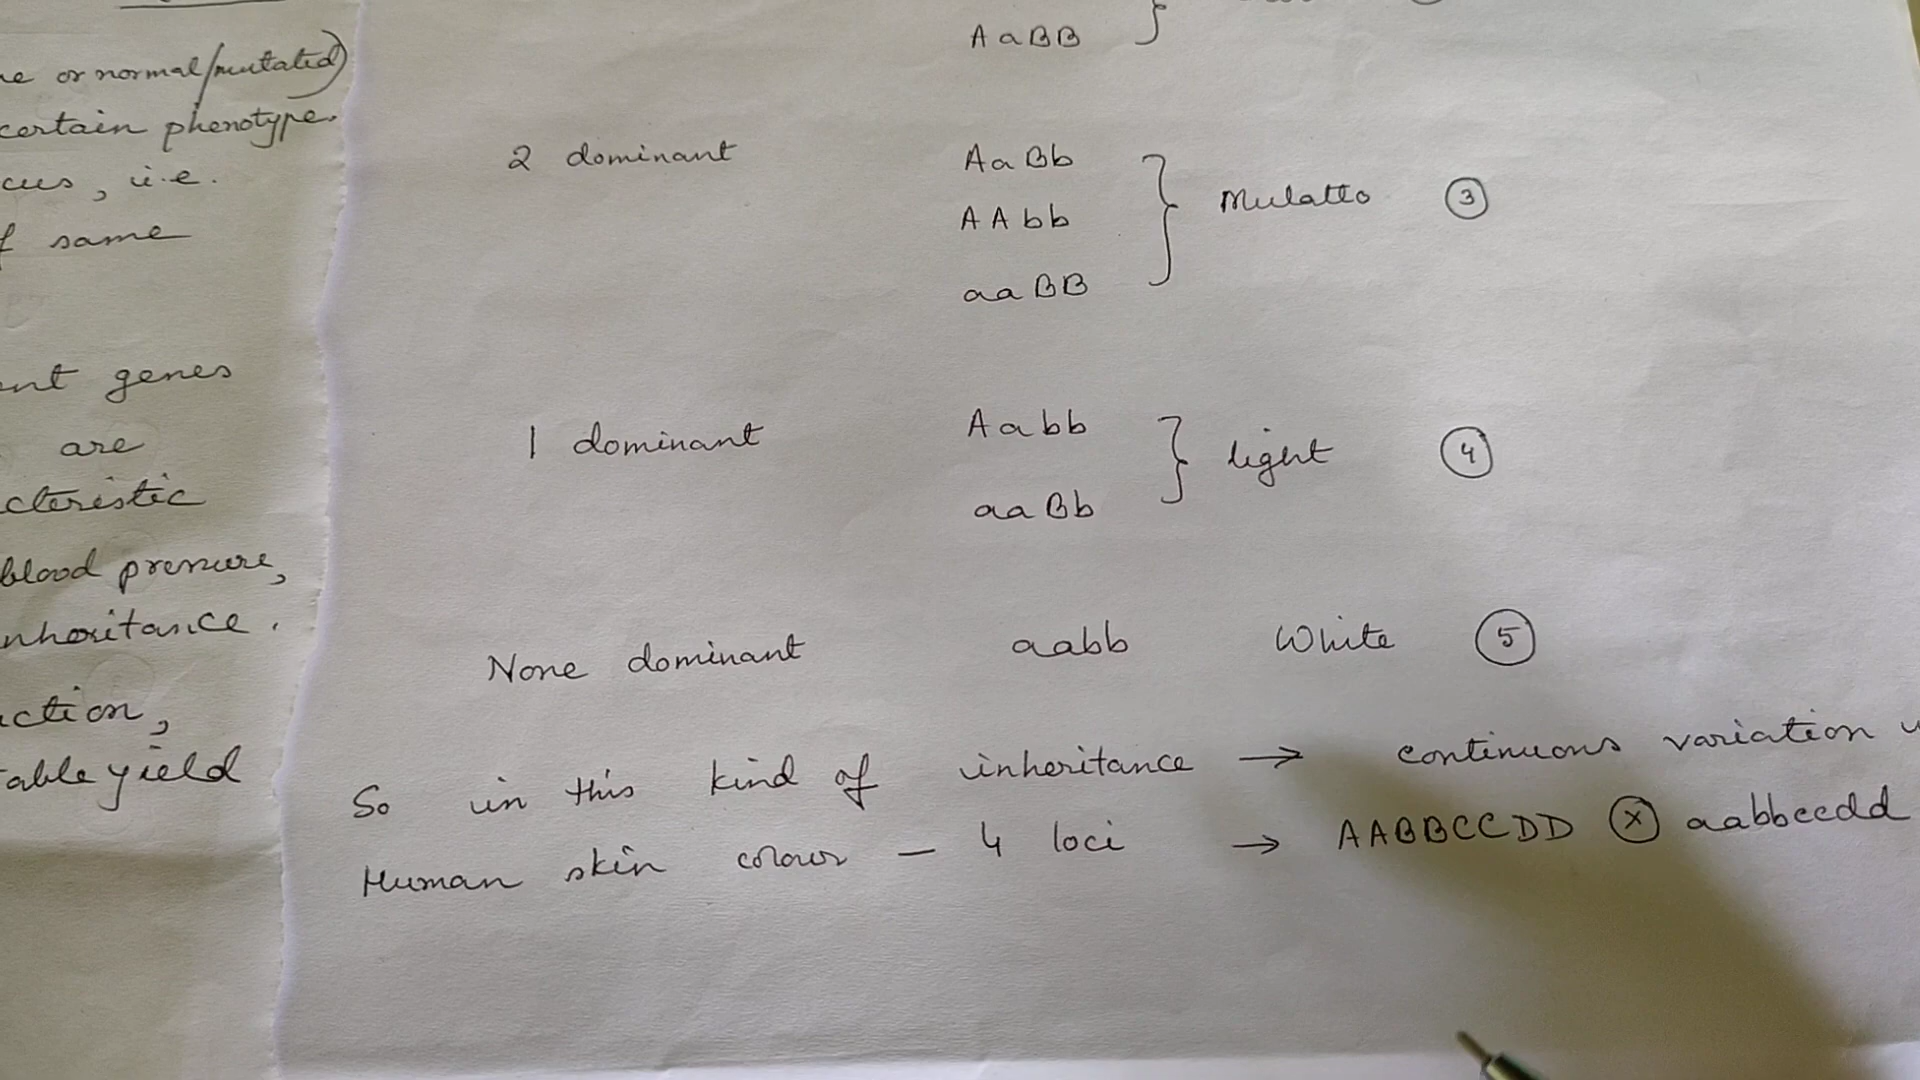 or normal/mutated)
certain phenotype.
, i.e.
same
genes
are
blood pressure,
yield
AaBB
2 dominant AaBb
AAbb
aaBB
Mulatto 3
1 dominant Aabb
aaBb
light 4
None dominant aabb White 5
So in this kind of inheritance → continuous variation
Human skin colour – 4 loci → AABBCCDD x aabbccdd